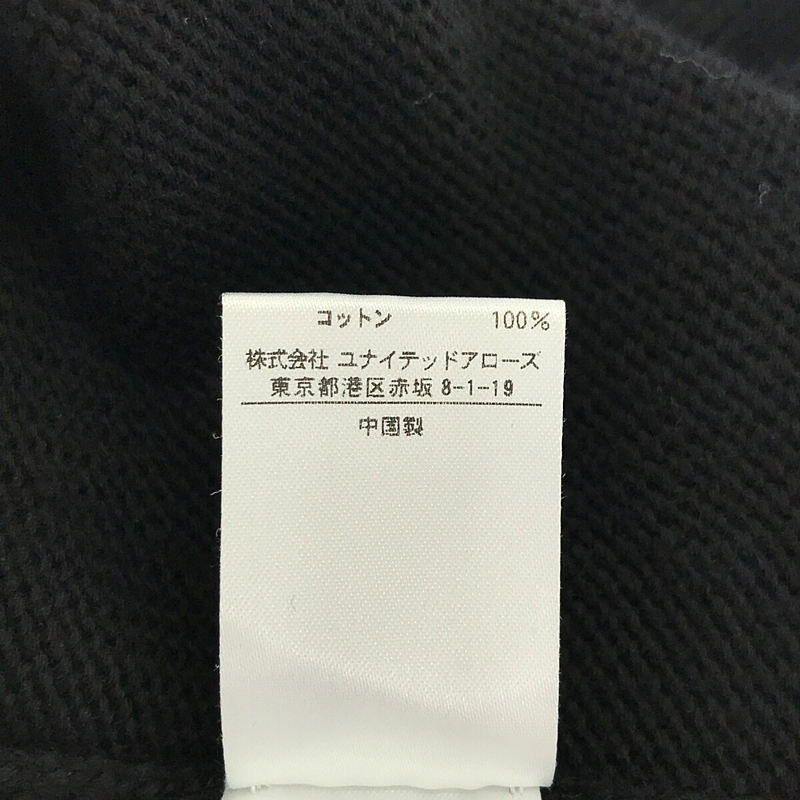 コットン 100%
株式会社 ユナイテッドアローズ
東京都港区赤坂 8-1-19
中国製